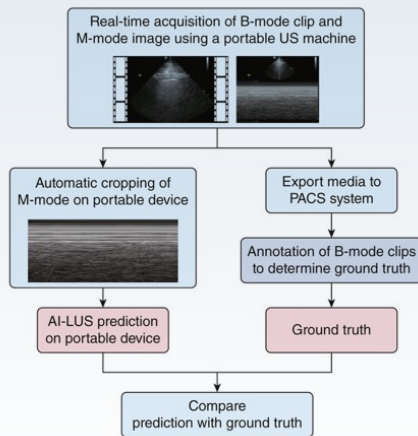 Real-time acquisition of B-mode clip and
M-mode image using a portable US machine
Automatic cropping of
M-mode on portable device
Export media to
PACS system
Annotation of B-mode clips
to determine ground truth
AI-LUS prediction
on portable device
Ground truth
Compare
prediction with ground truth